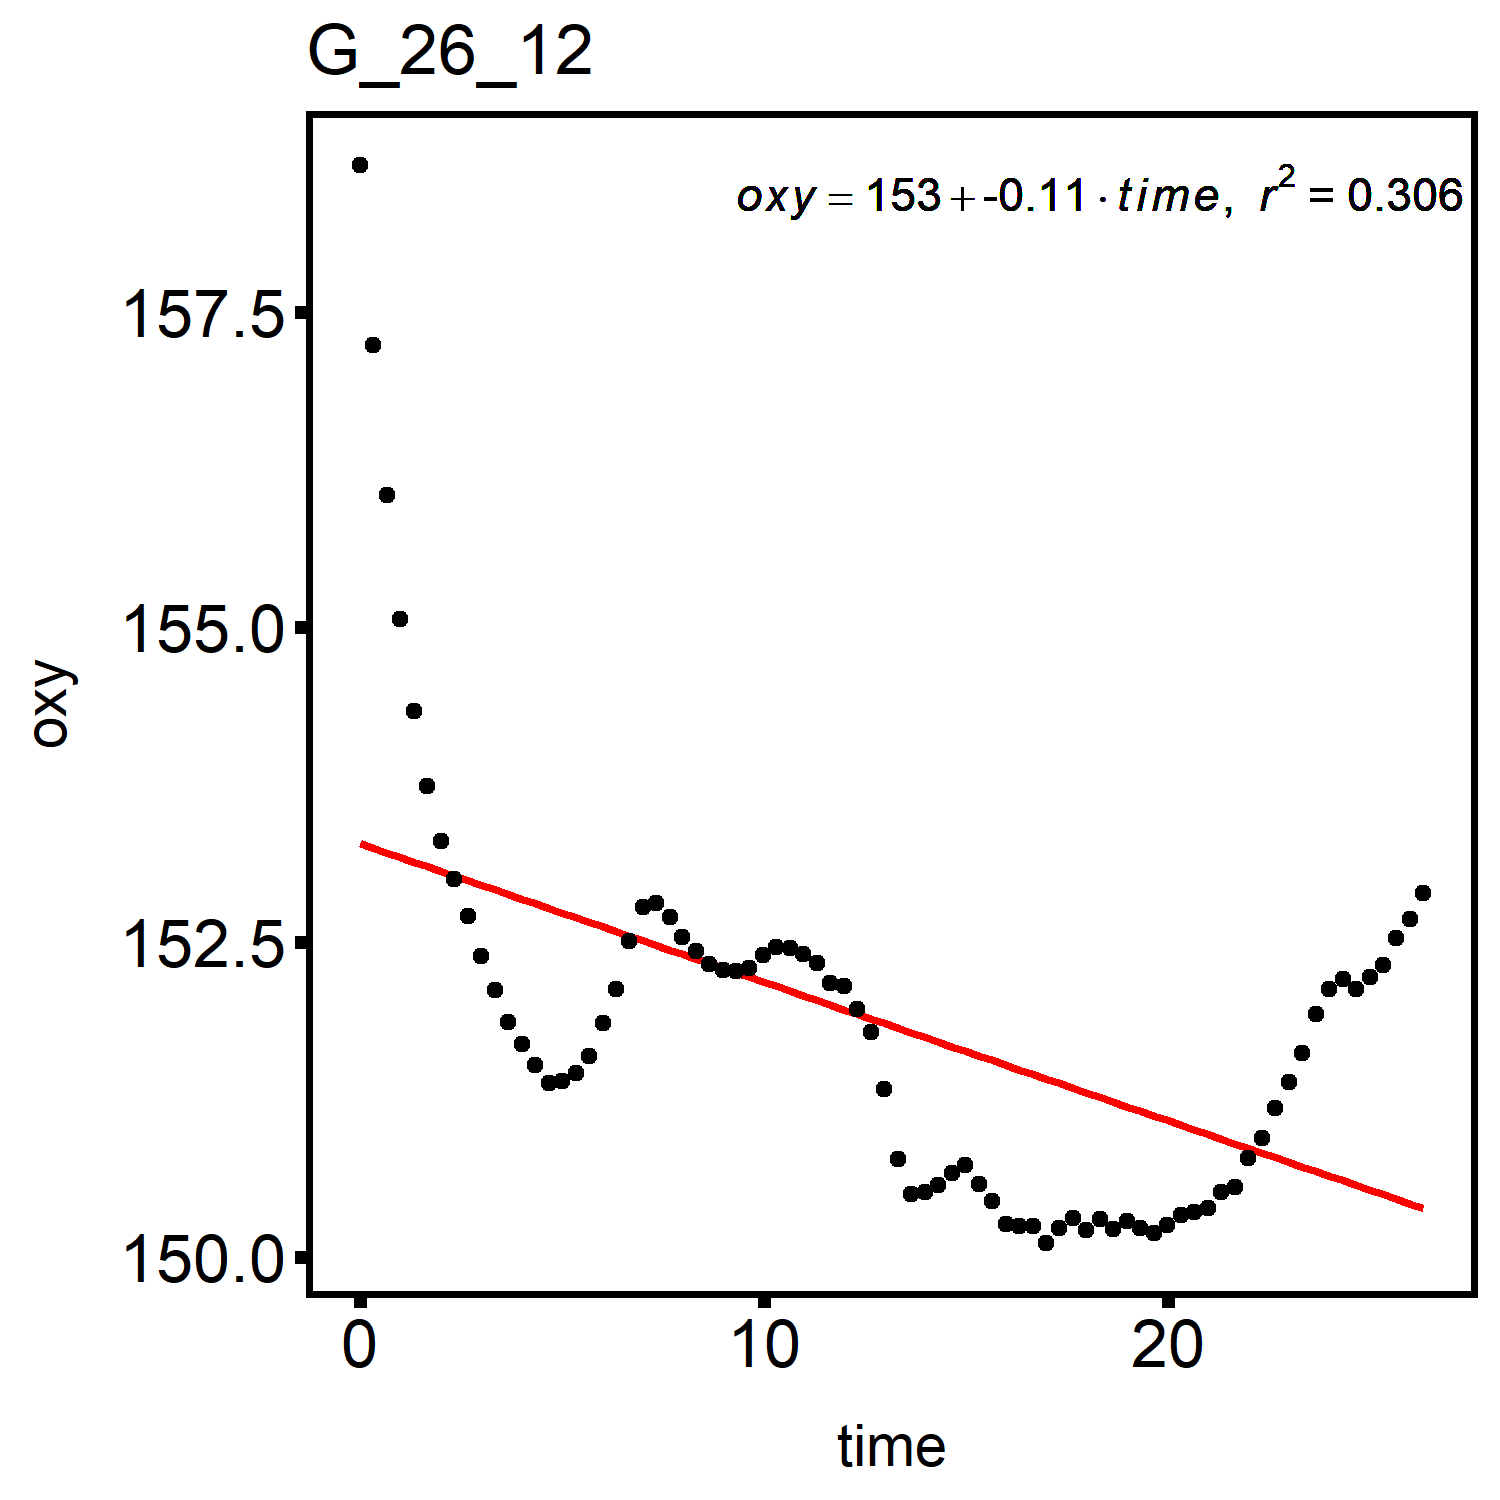 G_26_12
oxy = 153 + -0.11 · time, r² = 0.306
157.5
155.0
152.5
150.0
oxy
0 10 20
time